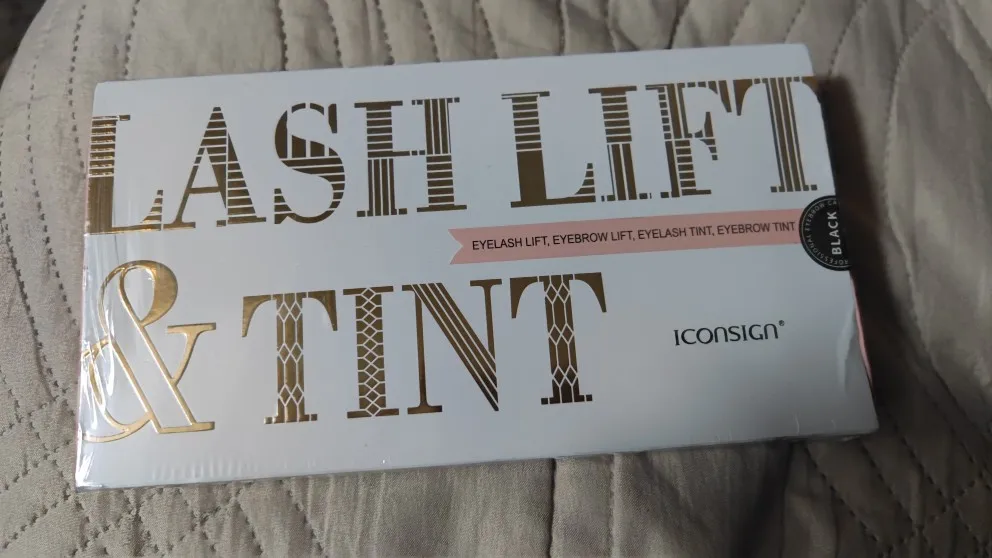 LASH LIFT
EYELASH LIFT, EYEBROW LIFT, EYELASH TINT, EYEBROW TINT
BLACK
& TINT
ICONSIGN®